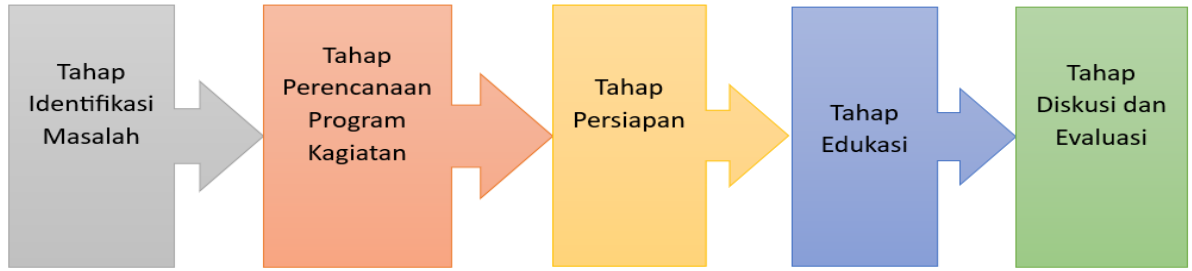 Tahap
Identifikasi
Masalah
Tahap
Perencanaan
Program
Kagiatan
Tahap
Persiapan
Tahap
Edukasi
Tahap
Diskusi dan
Evaluasi